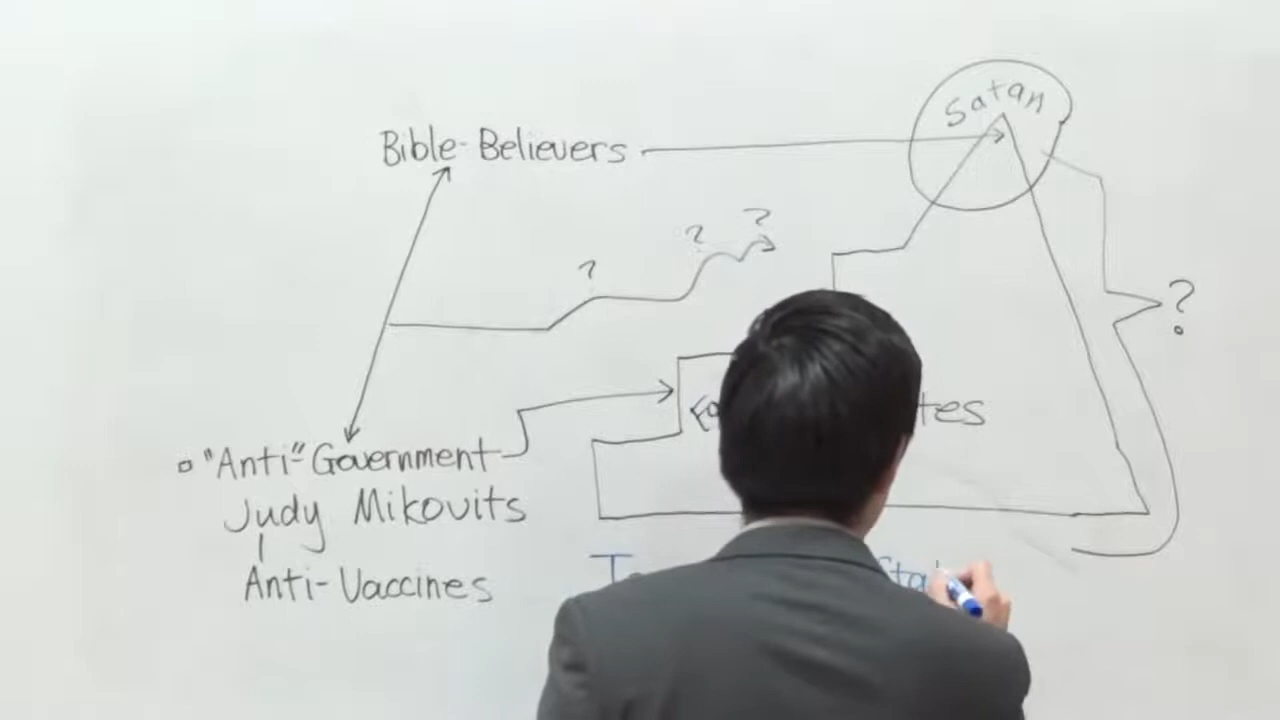 Satan
Bible-Believers
?
?
?
?
"Anti-" Government
Judy Mikovits
Anti-Vaccines